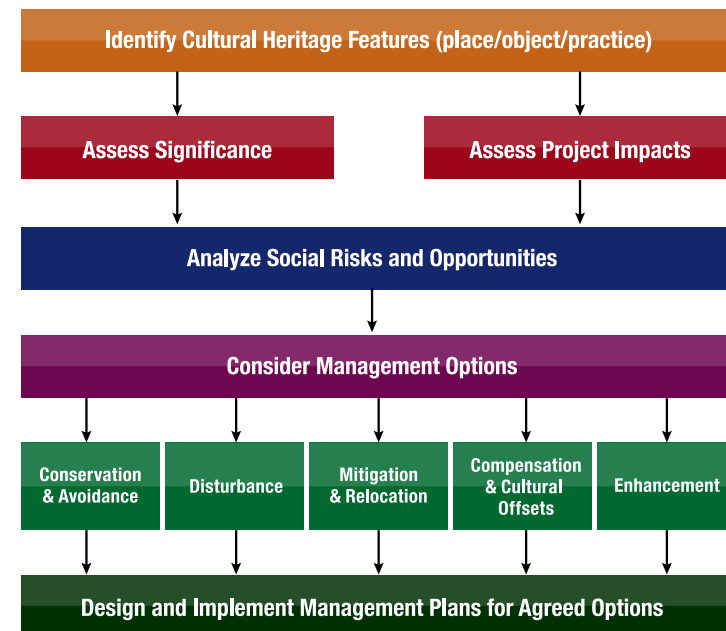 Identify Cultural Heritage Features (place/object/practice)
Assess Significance
Assess Project Impacts
Analyze Social Risks and Opportunities
Consider Management Options
Conservation
& Avoidance
Disturbance
Mitigation
& Relocation
Compensation
& Cultural
Offsets
Enhancement
Design and Implement Management Plans for Agreed Options